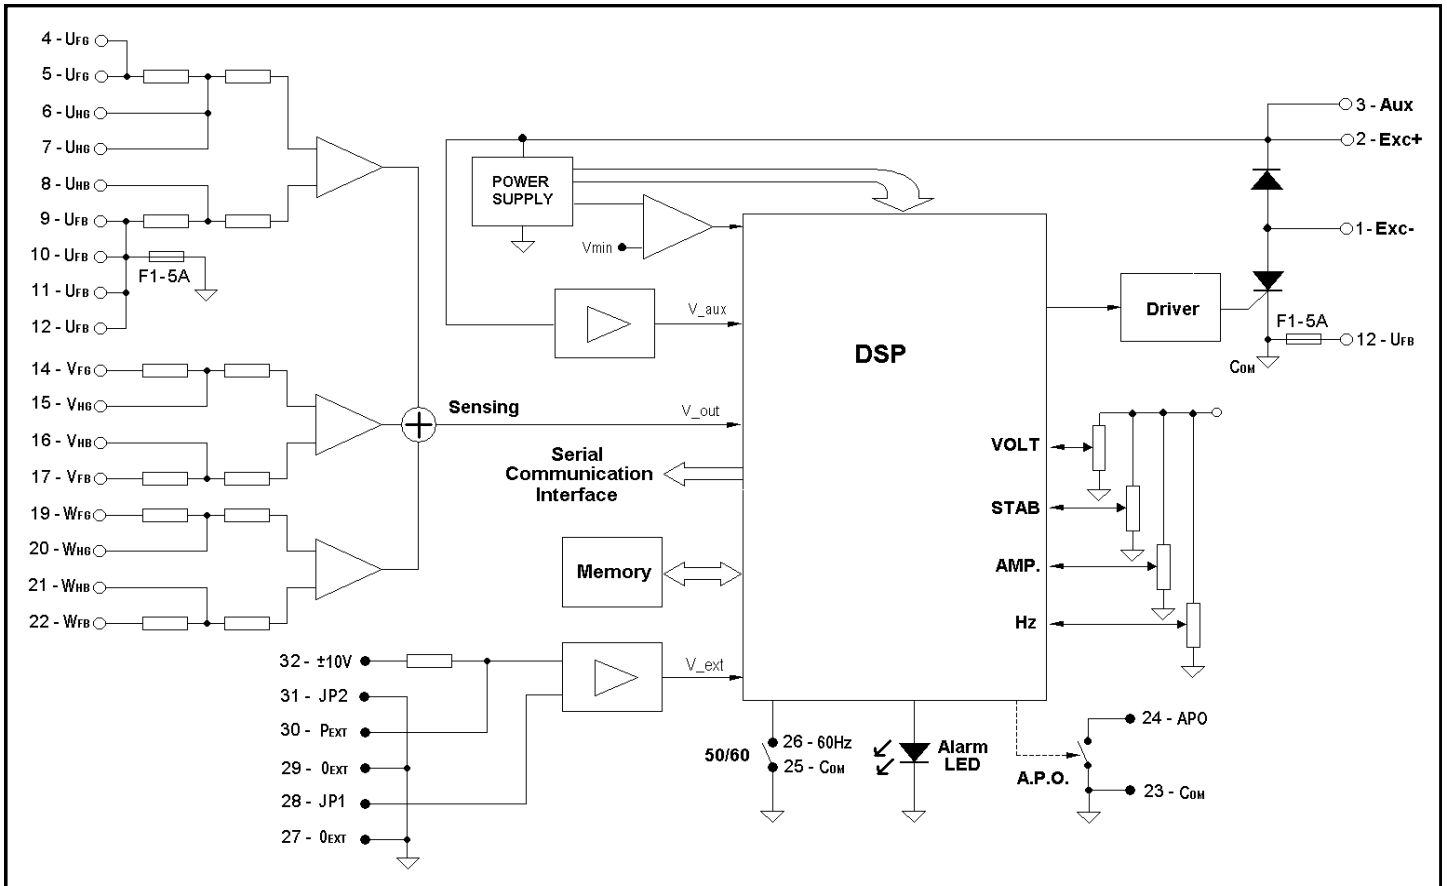 4 - UFG
5 - UFG
6 - UHG
7 - UHG
8 - UHB
9 - UFB
10 - UFB
F1-5A
11 - UFB
12 - UFB
14 - VFG
15 - VHG
16 - VHB
17 - VFB
19 - WFG
20 - WHG
21 - WHB
22 - WFB
Sensing
POWER
SUPPLY
Vmin
V_aux
V_out
Serial
Communication
Interface
Memory
V_ext
32 - ±10V
31 - JP2
30 - PEXT
29 - 0EXT
28 - JP1
27 - 0EXT
DSP
VOLT
STAB
AMP.
Hz
3 - Aux
2 - Exc+
1 - Exc-
Driver
F1-5A
12 - UFB
COM
50/60
26 - 60Hz
25 - COM
Alarm
LED
A.P.O.
24 - APO
23 - COM